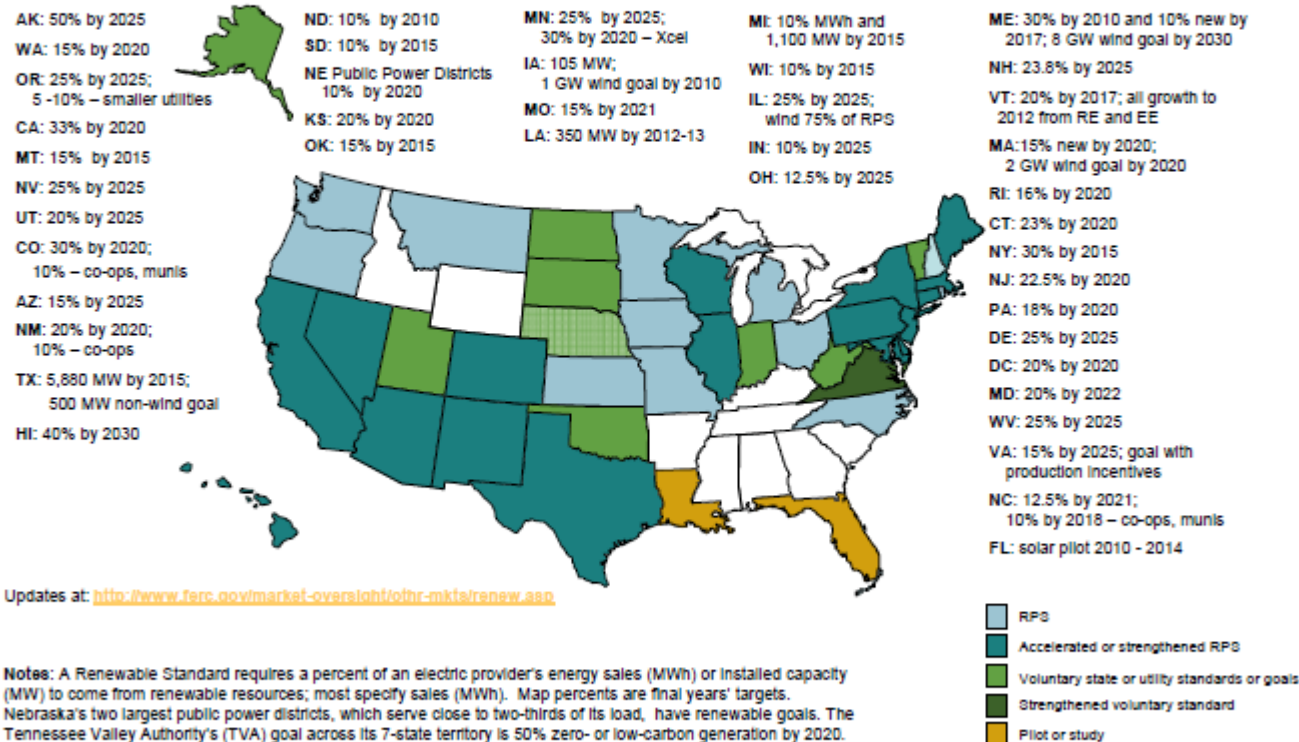 AK: 50% by 2025
WA: 15% by 2020
OR: 25% by 2025;
5 -10% – smaller utilities
CA: 33% by 2020
MT: 15% by 2015
NV: 25% by 2025
UT: 20% by 2025
CO: 30% by 2020;
10% – co-ops, munis
AZ: 15% by 2025
NM: 20% by 2020;
10% – co-ops
TX: 5,880 MW by 2015;
500 MW non-wind goal
HI: 40% by 2030
ND: 10% by 2010
SD: 10% by 2015
NE Public Power Districts
10% by 2020
KS: 20% by 2020
OK: 15% by 2015
MN: 25% by 2025;
30% by 2020 – Xcel
IA: 105 MW;
1 GW wind goal by 2010
MO: 15% by 2021
LA: 350 MW by 2012-13
MI: 10% MWh and
1,100 MW by 2015
WI: 10% by 2015
IL: 25% by 2025;
wind 75% of RPS
IN: 10% by 2025
OH: 12.5% by 2025
ME: 30% by 2010 and 10% new by
2017; 8 GW wind goal by 2030
NH: 23.8% by 2025
VT: 20% by 2017; all growth to
2012 from RE and EE
MA:15% new by 2020;
2 GW wind goal by 2020
RI: 16% by 2020
CT: 23% by 2020
NY: 30% by 2015
NJ: 22.5% by 2020
PA: 18% by 2020
DE: 25% by 2025
DC: 20% by 2020
MD: 20% by 2022
WV: 25% by 2025
VA: 15% by 2025; goal with
production incentives
NC: 12.5% by 2021;
10% by 2018 – co-ops, munis
FL: solar pilot 2010 - 2014
Updates at: http://www.ferc.gov/market-oversight/othr-mkts/renew.asp
RPS
Accelerated or strengthened RPS
Voluntary state or utility standards or goals
Strengthened voluntary standard
Pilot or study
Notes: A Renewable Standard requires a percent of an electric provider's energy sales (MWh) or installed capacity
(MW) to come from renewable resources; most specify sales (MWh). Map percents are final years' targets.
Nebraska's two largest public power districts, which serve close to two-thirds of its load, have renewable goals. The
Tennessee Valley Authority's (TVA) goal across its 7-state territory is 50% zero- or low-carbon generation by 2020.